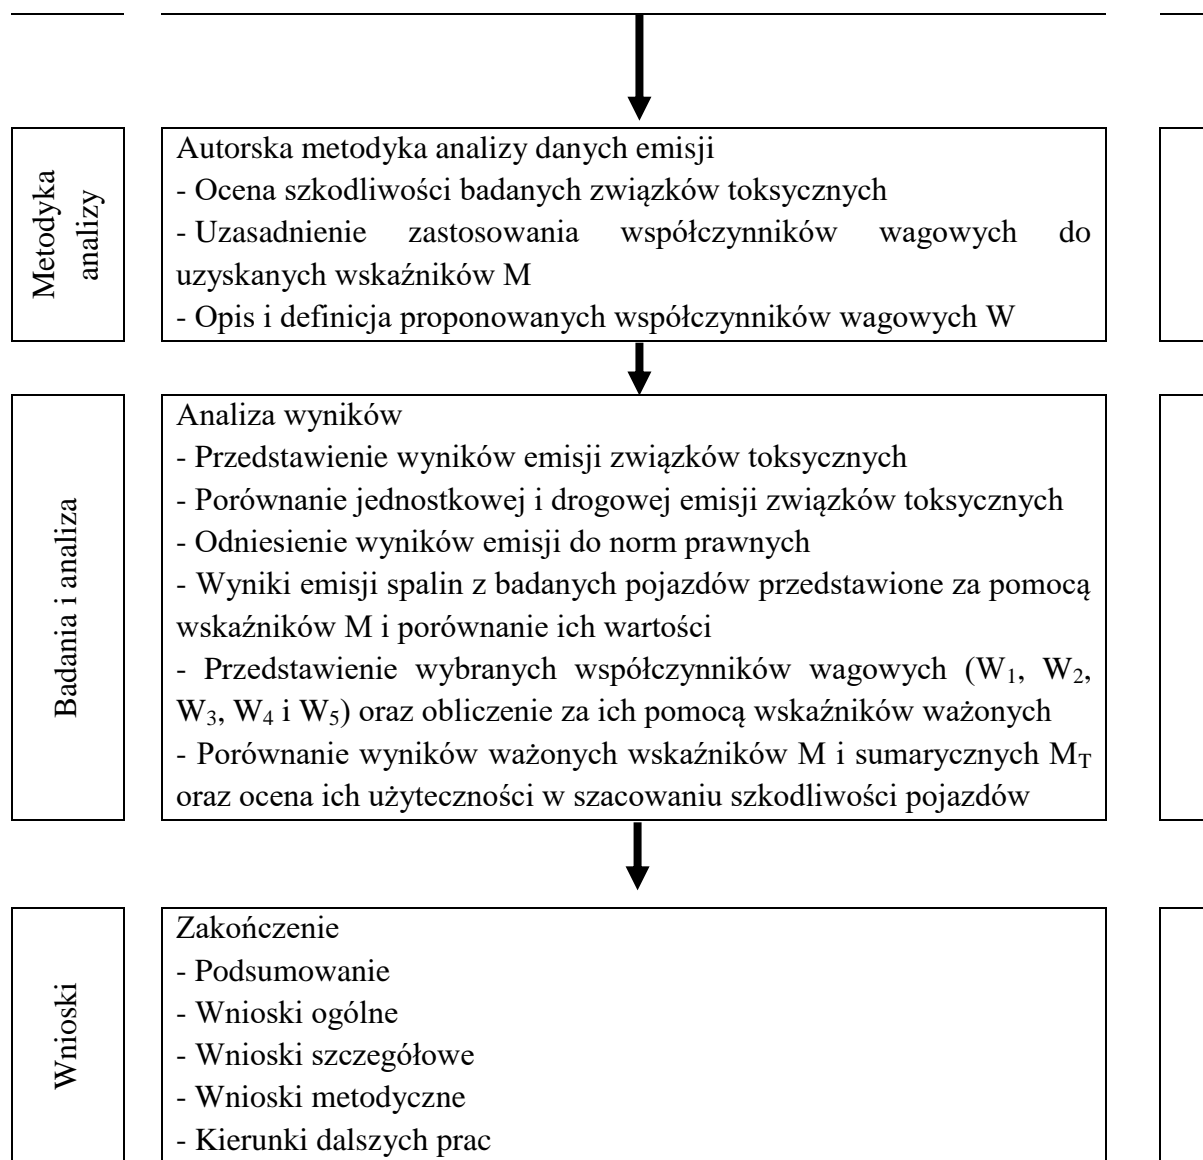 Metodyka
analizy
Autorska metodyka analizy danych emisji
- Ocena szkodliwości badanych związków toksycznych
- Uzasadnienie zastosowania współczynników wagowych do
uzyskanych wskaźników M
- Opis i definicja proponowanych współczynników wagowych W
Badania i analiza
Analiza wyników
- Przedstawienie wyników emisji związków toksycznych
- Porównanie jednostkowej i drogowej emisji związków toksycznych
- Odniesienie wyników emisji do norm prawnych
- Wyniki emisji spalin z badanych pojazdów przedstawione za pomocą
wskaźników M i porównanie ich wartości
- Przedstawienie wybranych współczynników wagowych (W₁, W₂,
W₃, W₄ i W₅) oraz obliczenie za ich pomocą wskaźników ważonych
- Porównanie wyników ważonych wskaźników M i sumarycznych M_T
oraz ocena ich użyteczności w szacowaniu szkodliwości pojazdów
Wnioski
Zakończenie
- Podsumowanie
- Wnioski ogólne
- Wnioski szczegółowe
- Wnioski metodyczne
- Kierunki dalszych prac